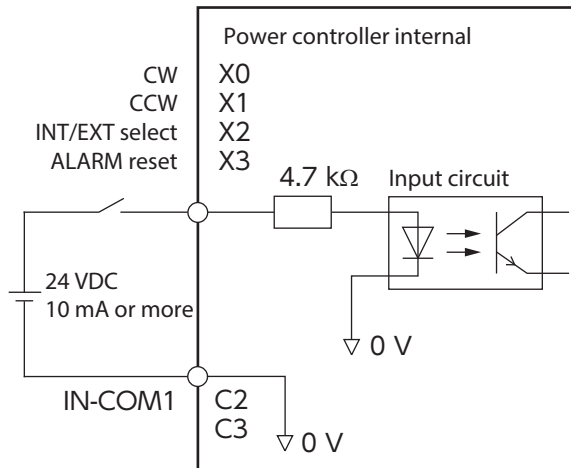 Power controller internal
CW X0
CCW X1
INT/EXT select X2
ALARM reset X3
4.7 kΩ
Input circuit
24 VDC
10 mA or more
0 V
IN-COM1 C2
C3
0 V